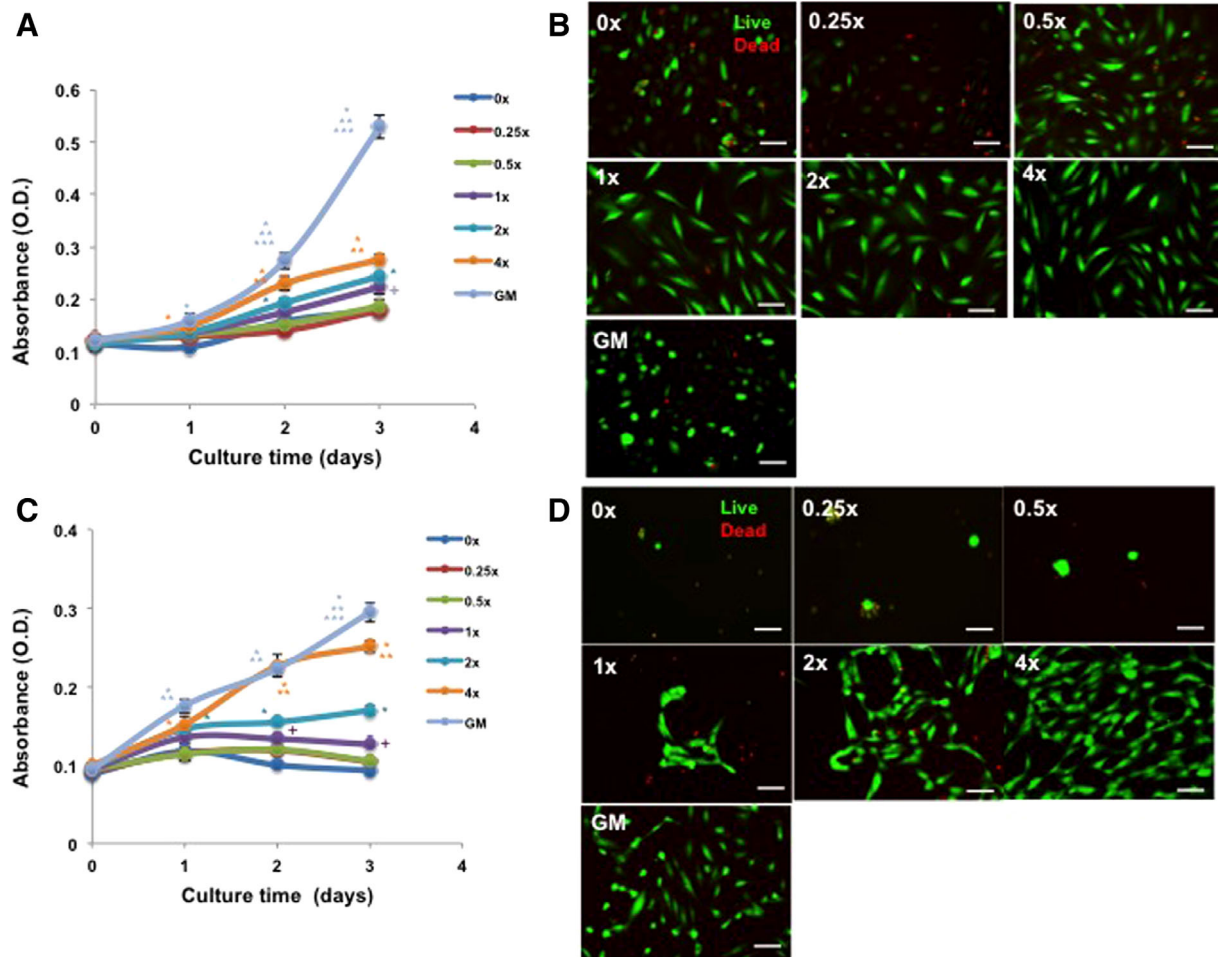 A
Absorbance (O.D.)
0.6
0.5
0.4
0.3
0.2
0.1
0
0 1 2 3 4
Culture time (days)
0x
0.25x
0.5x
1x
2x
4x
GM
+
B
0x
Live
Dead
0.25x
0.5x
1x
2x
4x
GM
C
Absorbance (O.D.)
0.4
0.3
0.2
0.1
0
0 1 2 3 4
Culture time (days)
0x
0.25x
0.5x
1x
2x
4x
GM
+
+
D
0x
Live
Dead
0.25x
0.5x
1x
2x
4x
GM